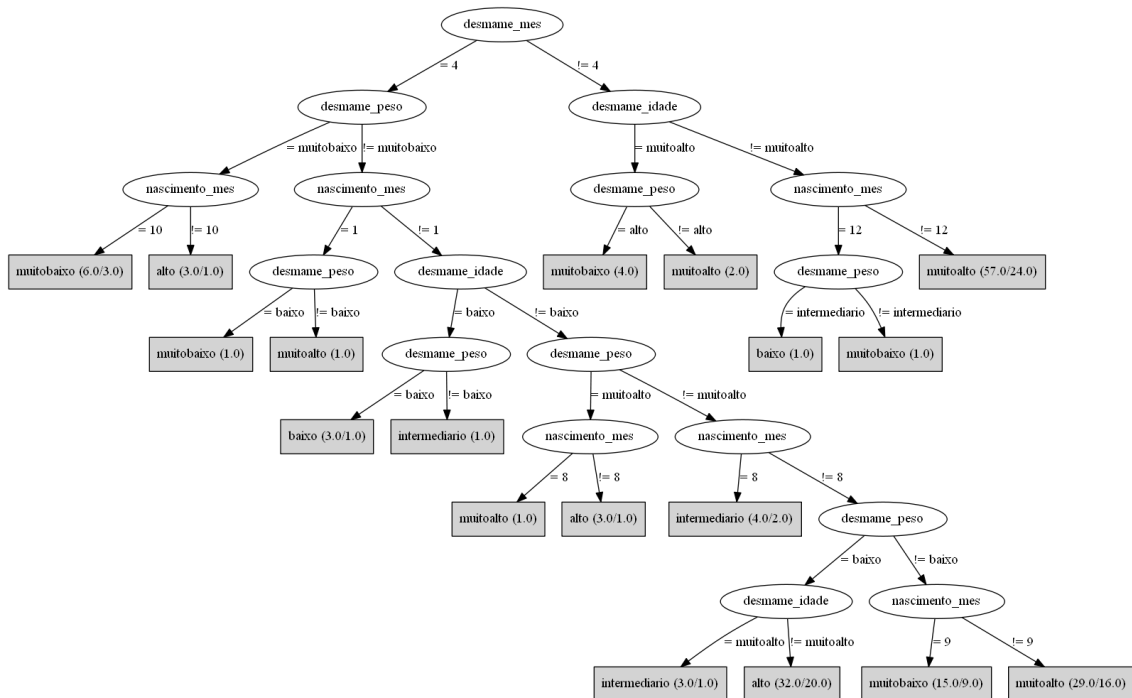 desmame_mes
= 4
!= 4
desmame_peso
desmame_idade
= muitobaixo
!= muitobaixo
= muitoalto
!= muitoalto
nascimento_mes
nascimento_mes
desmame_peso
nascimento_mes
= 10
!= 10
= 1
!= 1
= alto
!= alto
= 12
!= 12
muitobaixo (6.0/3.0)
alto (3.0/1.0)
desmame_peso
desmame_idade
muitobaixo (4.0)
muitoalto (2.0)
desmame_peso
muitoalto (57.0/24.0)
= baixo
!= baixo
= baixo
!= baixo
= intermediario
!= intermediario
muitobaixo (1.0)
muitoalto (1.0)
desmame_peso
desmame_peso
baixo (1.0)
muitobaixo (1.0)
= baixo
!= baixo
= muitoalto
!= muitoalto
baixo (3.0/1.0)
intermediario (1.0)
nascimento_mes
nascimento_mes
= 8
!= 8
= 8
!= 8
muitoalto (1.0)
alto (3.0/1.0)
intermediario (4.0/2.0)
desmame_peso
= baixo
!= baixo
desmame_idade
nascimento_mes
= muitoalto
!= muitoalto
= 9
!= 9
intermediario (3.0/1.0)
alto (32.0/20.0)
muitobaixo (15.0/9.0)
muitoalto (29.0/16.0)